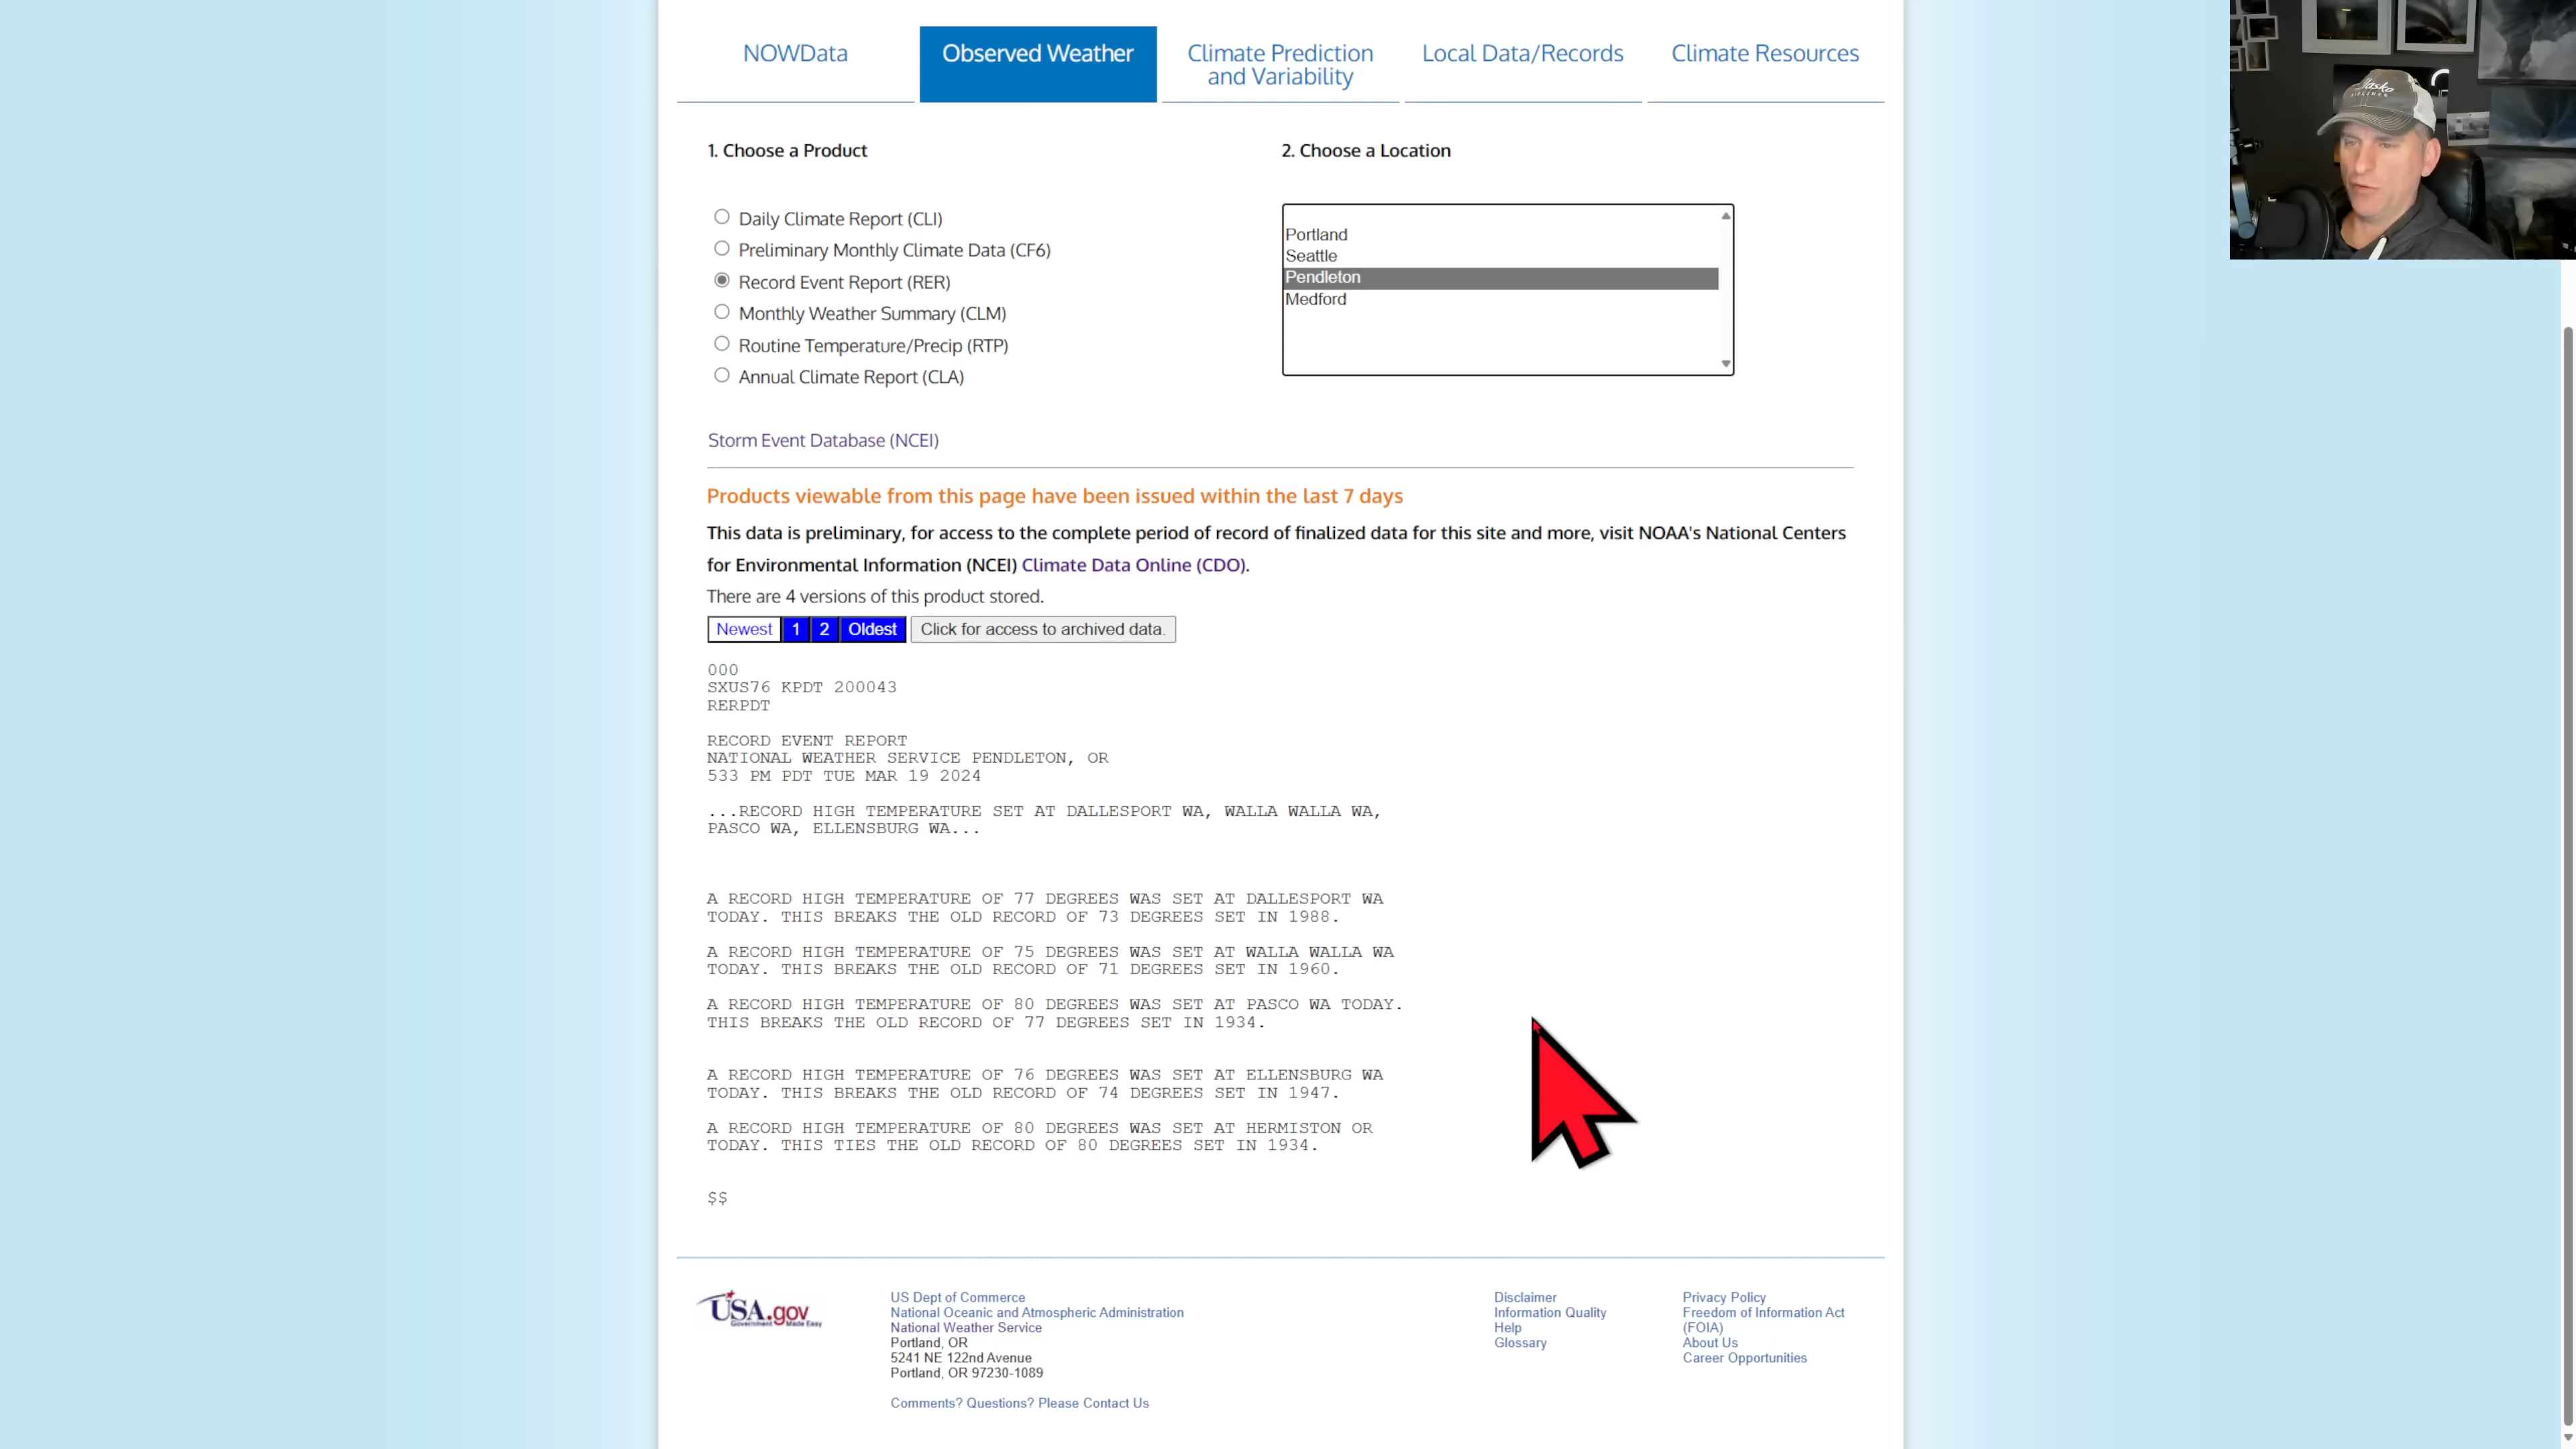 NOWData
Observed Weather
Climate Prediction
and Variability
Local Data/Records
Climate Resources
1. Choose a Product
2. Choose a Location
Daily Climate Report (CLI)
Preliminary Monthly Climate Data (CF6)
Record Event Report (RER)
Monthly Weather Summary (CLM)
Routine Temperature/Precip (RTP)
Annual Climate Report (CLA)
Portland
Seattle
Pendleton
Medford
Storm Event Database (NCEI)
Products viewable from this page have been issued within the last 7 days
This data is preliminary, for access to the complete period of record of finalized data for this site and more, visit NOAA's National Centers
for Environmental Information (NCEI) Climate Data Online (CDO).
There are 4 versions of this product stored.
Newest 1 2 Oldest Click for access to archived data.
000
SXUS76 KPDT 200043
RERPDT
RECORD EVENT REPORT
NATIONAL WEATHER SERVICE PENDLETON, OR
533 PM PDT TUE MAR 19 2024
...RECORD HIGH TEMPERATURE SET AT DALLESPORT WA, WALLA WALLA WA,
PASCO WA, ELLENSBURG WA...
A RECORD HIGH TEMPERATURE OF 77 DEGREES WAS SET AT DALLESPORT WA
TODAY. THIS BREAKS THE OLD RECORD OF 73 DEGREES SET IN 1988.
A RECORD HIGH TEMPERATURE OF 75 DEGREES WAS SET AT WALLA WALLA WA
TODAY. THIS BREAKS THE OLD RECORD OF 71 DEGREES SET IN 1960.
A RECORD HIGH TEMPERATURE OF 80 DEGREES WAS SET AT PASCO WA TODAY.
THIS BREAKS THE OLD RECORD OF 77 DEGREES SET IN 1934.
A RECORD HIGH TEMPERATURE OF 76 DEGREES WAS SET AT ELLENSBURG WA
TODAY. THIS BREAKS THE OLD RECORD OF 74 DEGREES SET IN 1947.
A RECORD HIGH TEMPERATURE OF 80 DEGREES WAS SET AT HERMISTON OR
TODAY. THIS TIES THE OLD RECORD OF 80 DEGREES SET IN 1934.
$$
USA.gov
Government Made Easy
US Dept of Commerce
National Oceanic and Atmospheric Administration
National Weather Service
Portland, OR
5241 NE 122nd Avenue
Portland, OR 97230-1089
Comments? Questions? Please Contact Us
Disclaimer
Information Quality
Help
Glossary
Privacy Policy
Freedom of Information Act
(FOIA)
About Us
Career Opportunities
Alaska
AIRLINES